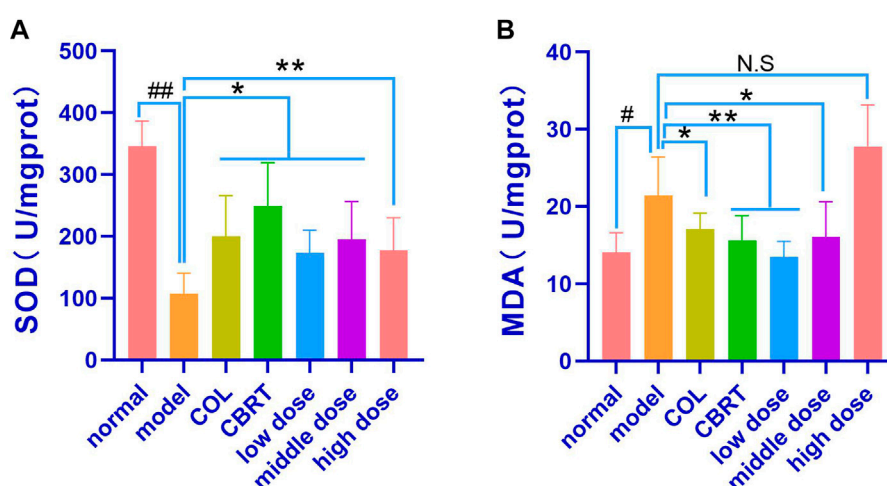 A
SOD ( U/mgprot)
500
400
300
200
100
0
##
*
**
normal
model
COL
CBRT
low dose
middle dose
high dose
B
MDA ( U/mgprot)
40
30
20
10
0
#
*
**
*
N.S
normal
model
COL
CBRT
low dose
middle dose
high dose